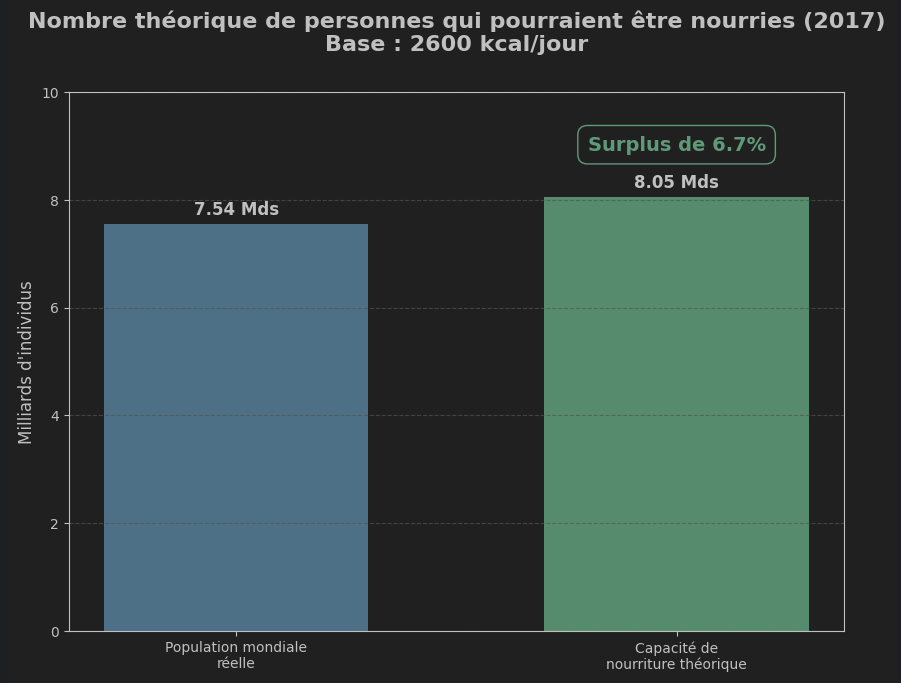 Nombre théorique de personnes qui pourraient être nourries (2017)
Base : 2600 kcal/jour
Surplus de 6.7%
8.05 Mds
7.54 Mds
Milliards d'individus
10
8
6
4
2
0
Population mondiale
réelle
Capacité de
nourriture théorique